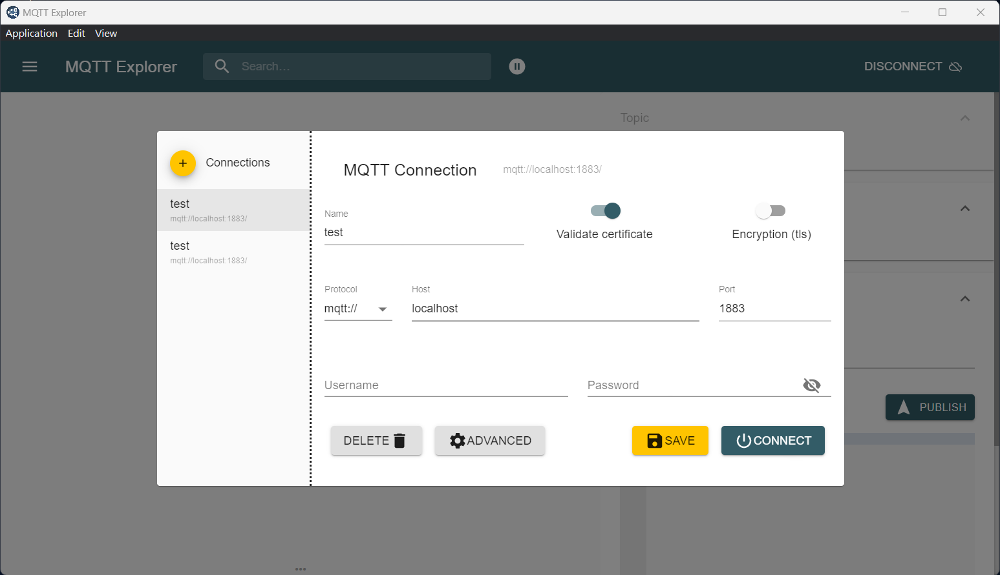 MQTT Explorer
Application Edit View
MQTT Explorer Search... DISCONNECT
Topic
Connections
test
mqtt://localhost:1883/
test
mqtt://localhost:1883/
MQTT Connection mqtt://localhost:1883/
Name
test
Validate certificate
Encryption (tls)
Protocol
mqtt://
Host
localhost
Port
1883
Username
Password
DELETE ADVANCED SAVE CONNECT
PUBLISH